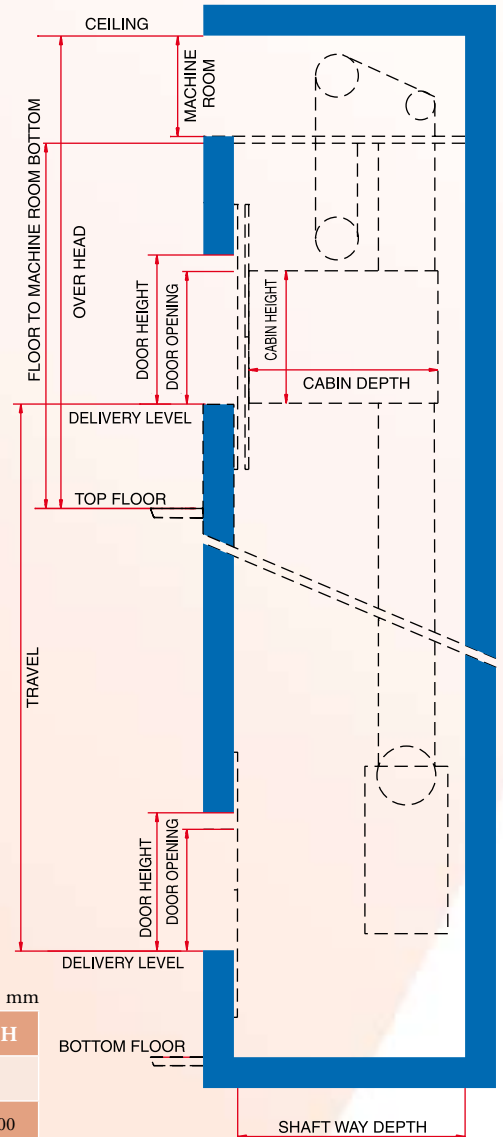 CEILING
MACHINE
ROOM
FLOOR TO MACHINE ROOM BOTTOM
OVER HEAD
DOOR HEIGHT
DOOR OPENING
CABIN HEIGHT
CABIN DEPTH
DELIVERY LEVEL
TOP FLOOR
TRAVEL
DOOR HEIGHT
DOOR OPENING
DELIVERY LEVEL
mm
H
BOTTOM FLOOR
00
SHAFT WAY DEPTH